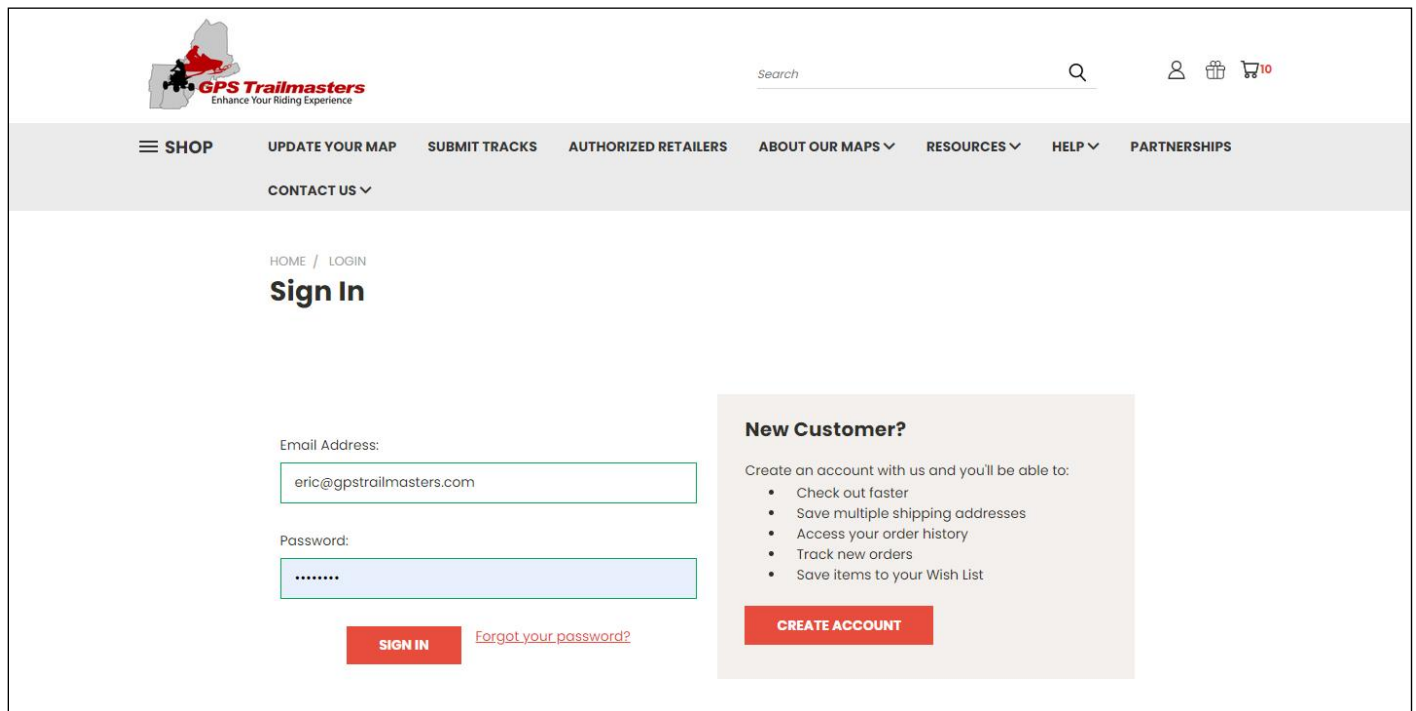 GPS Trailmasters
Enhance Your Riding Experience
Search
10
SHOP
UPDATE YOUR MAP
SUBMIT TRACKS
AUTHORIZED RETAILERS
ABOUT OUR MAPS
RESOURCES
HELP
PARTNERSHIPS
CONTACT US
HOME / LOGIN
Sign In
Email Address:
eric@gpstrailmasters.com
Password:
••••••••
SIGN IN
Forgot your password?
New Customer?
Create an account with us and you'll be able to:
• Check out faster
• Save multiple shipping addresses
• Access your order history
• Track new orders
• Save items to your Wish List
CREATE ACCOUNT